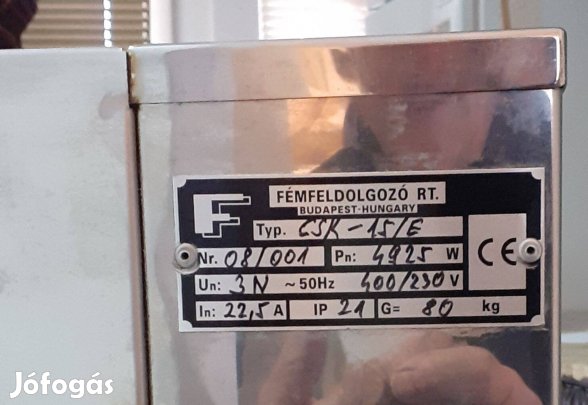 F FÉMFELDOLGOZÓ RT.
BUDAPEST-HUNGARY
Typ. CSK-15/E
Nr. 08/001 Pn: 4925 W
Un: 3N ~50Hz 400/230 V
In: 22,5 A IP 21 G= 80 kg
CE
Jófogás